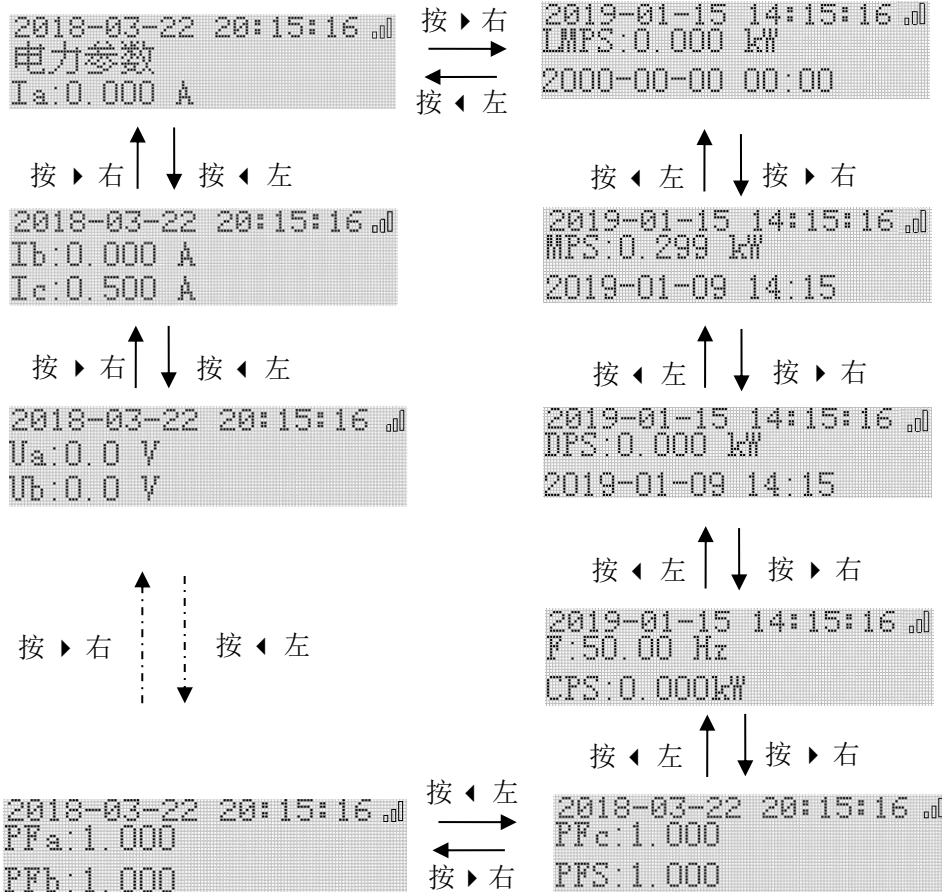 2018-03-22 20:15:16
电力参数
Ia:0.000 A
按 ▶ 右
按 ◀ 左
2019-01-15 14:15:16
LMPS:0.000 kW
2000-00-00 00:00
按 ▶ 右
按 ◀ 左
按 ◀ 左
按 ▶ 右
2018-03-22 20:15:16
Ib:0.000 A
Ic:0.500 A
2019-01-15 14:15:16
MPS:0.299 kW
2019-01-09 14:15
按 ▶ 右
按 ◀ 左
按 ◀ 左
按 ▶ 右
2018-03-22 20:15:16
Ua:0.0 V
Ub:0.0 V
2019-01-15 14:15:16
DPS:0.000 kW
2019-01-09 14:15
按 ▶ 右
按 ◀ 左
按 ◀ 左
按 ▶ 右
2019-01-15 14:15:16
F:50.00 Hz
CPS:0.000kW
按 ◀ 左
按 ▶ 右
2018-03-22 20:15:16
PFa:1.000
PFb:1.000
按 ◀ 左
按 ▶ 右
2018-03-22 20:15:16
PFc:1.000
PFS:1.000